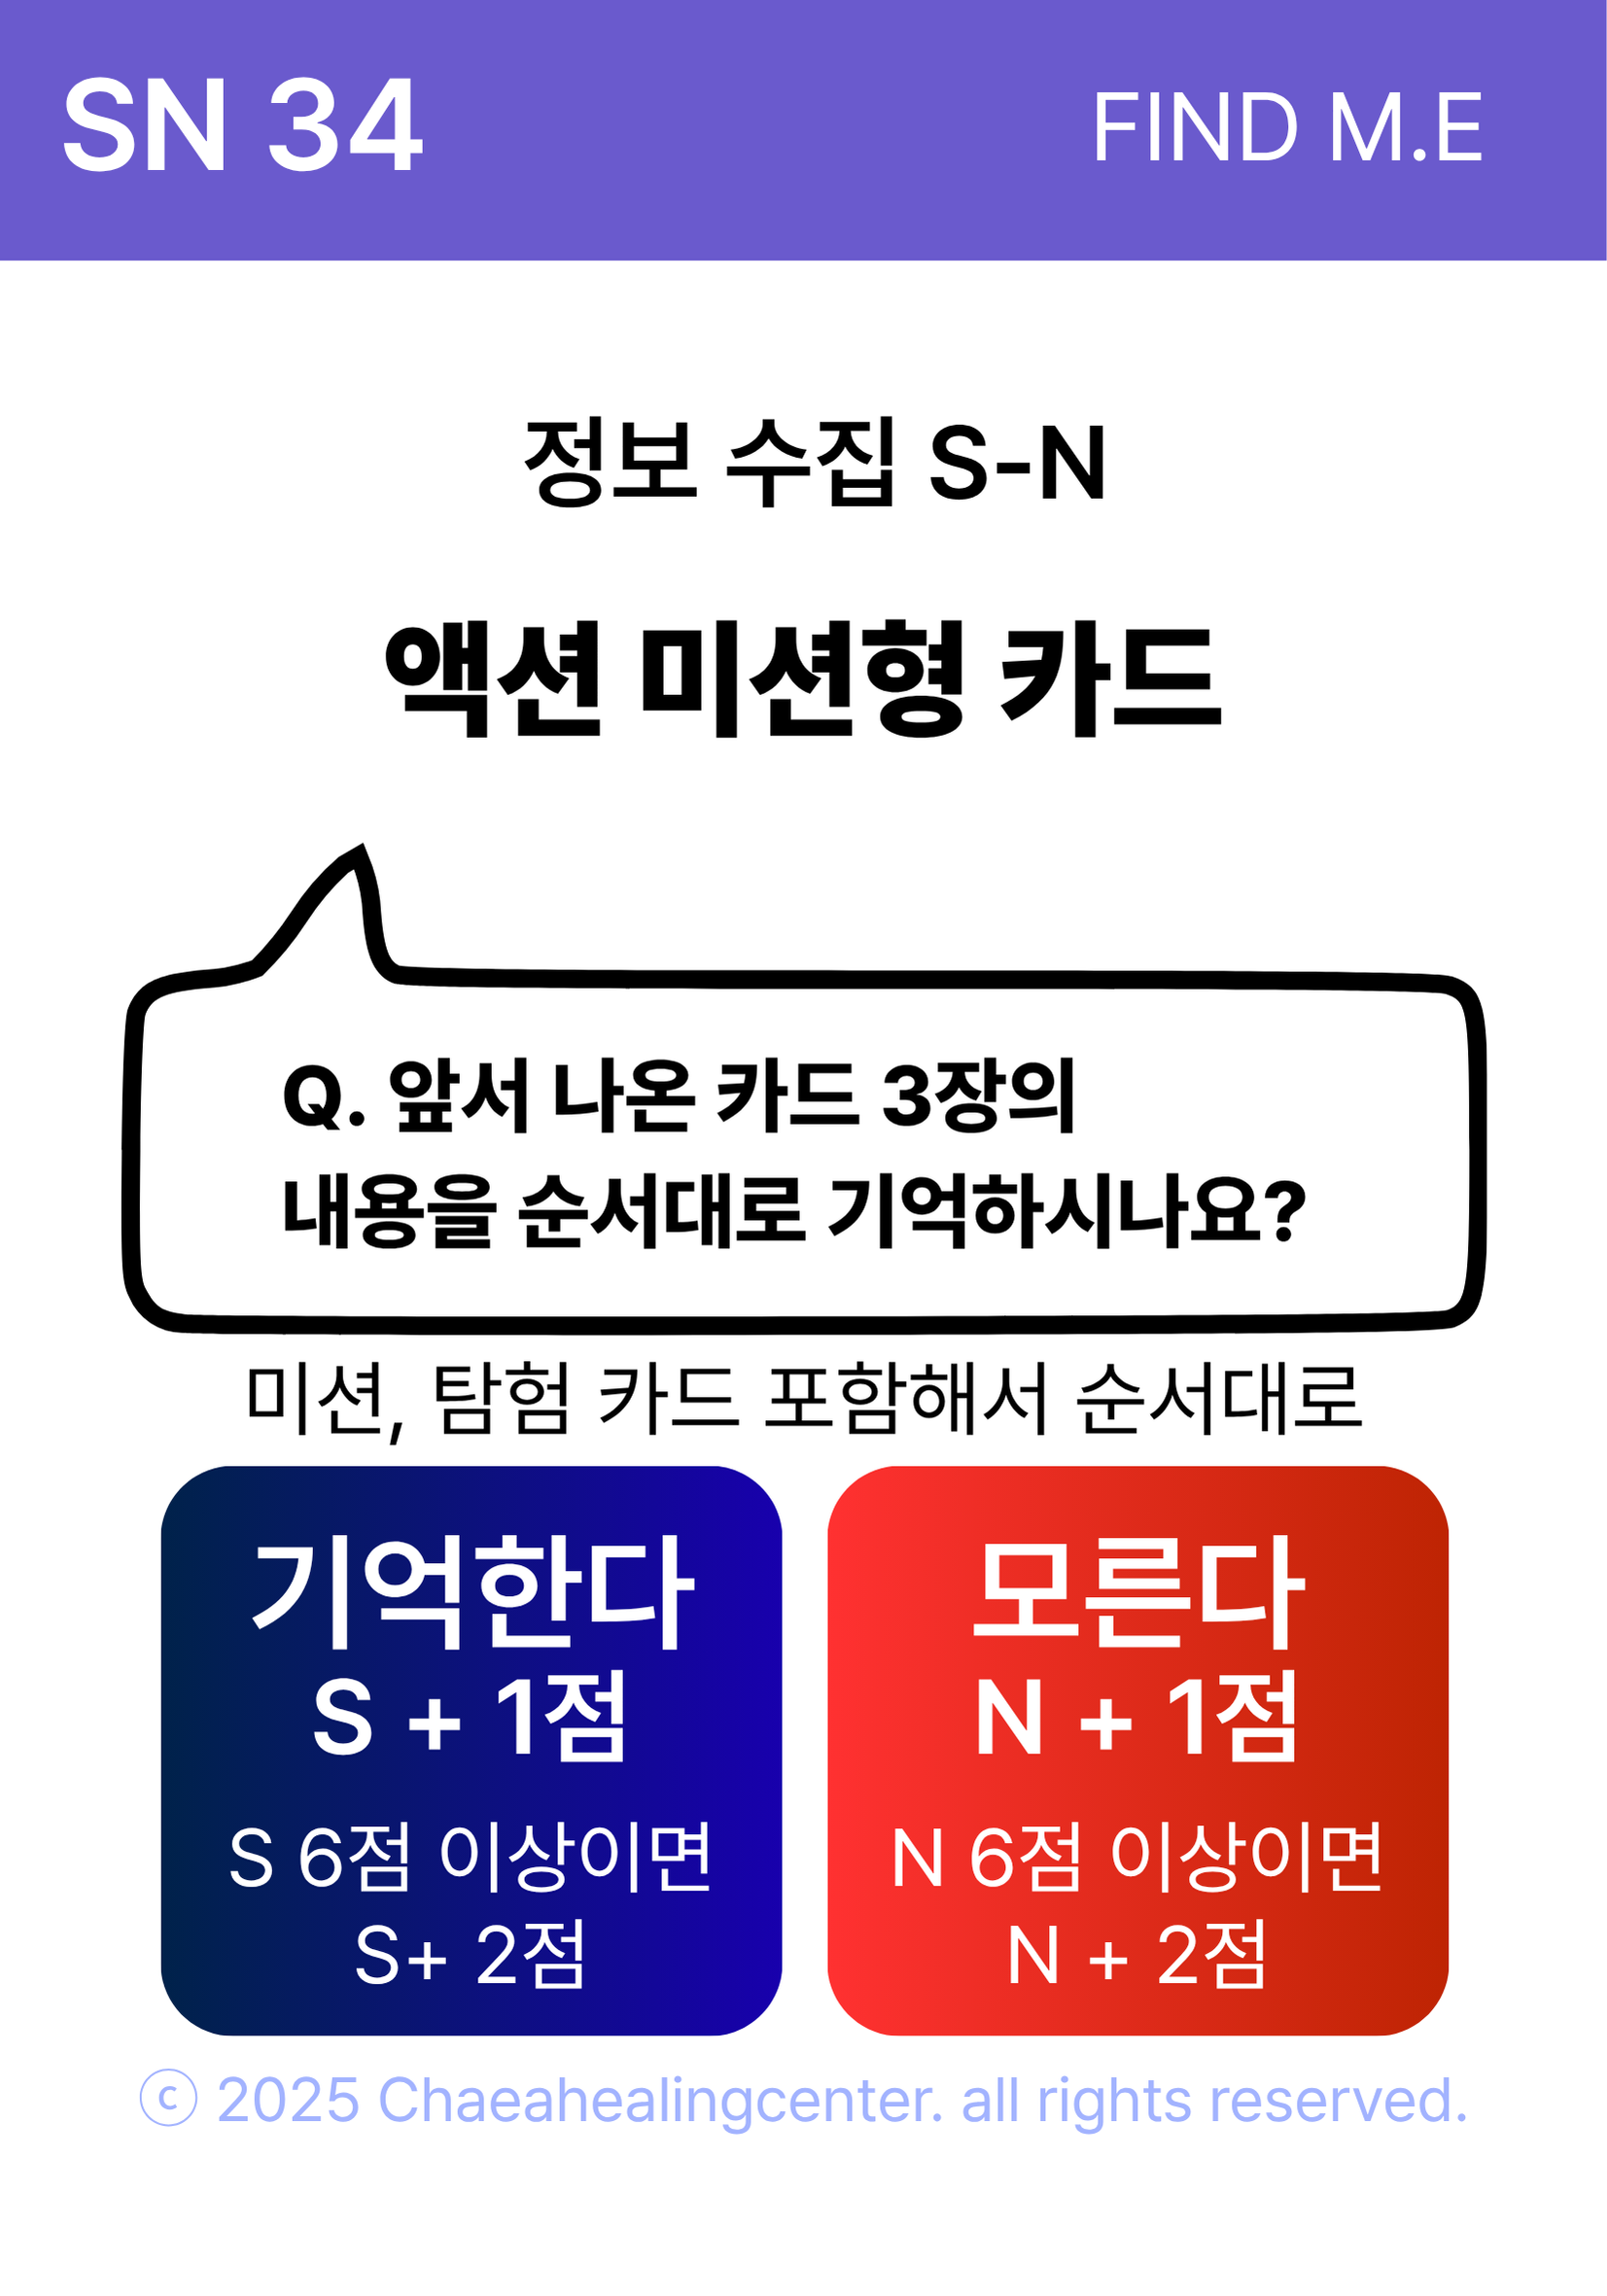 SN 34
FIND M.E
정보 수집 S-N
액션 미션형 카드
Q. 앞서 나온 카드 3장의
내용을 순서대로 기억하시나요?
미션, 탐험 카드 포함해서 순서대로
기억한다
S + 1점
S 6점 이상이면
S+ 2점
모른다
N + 1점
N 6점 이상이면
N + 2점
ⓒ 2025 Chaeahealingcenter. all rights reserved.